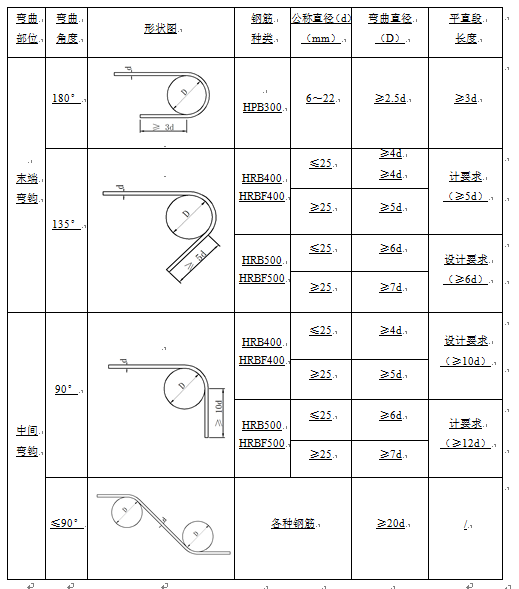 弯曲 弯曲 形状图 钢筋 公称直径(d) 弯曲直径 平直段
部位 角度 种类 (mm) (D) 长度
末端
弯钩
180°
d
D
≥ 3d
HPB300
6～22
≥2.5d
≥3d
135°
d
D
≥ 5d
HRB400
HRBF400
≤25
≥4d
≥4d
计要求
(≥5d)
≥25
≥5d
HRB500
HRBF500
≤25
≥6d
设计要求
(≥6d)
≥25
≥7d
中间
弯钩
90°
d
D
≥ 10d
HRB400
HRBF400
≤25
≥4d
设计要求
(≥10d)
≥25
≥5d
HRB500
HRBF500
≤25
≥6d
计要求
(≥12d)
≥25
≥7d
≤90°
D
d
D
各种钢筋
≥20d
/